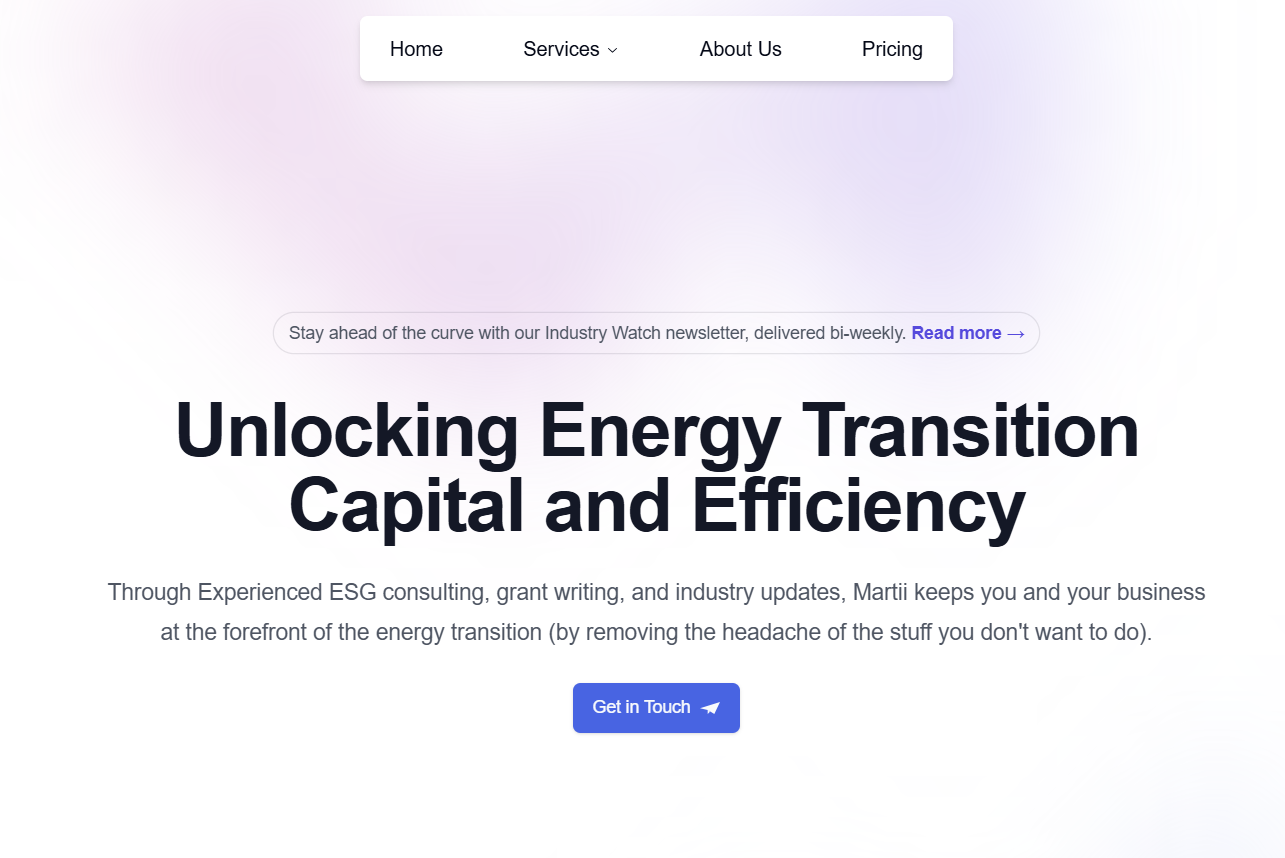 Home
Services
About Us
Pricing
Stay ahead of the curve with our Industry Watch newsletter, delivered bi-weekly. Read more →
Unlocking Energy Transition
Capital and Efficiency
Through Experienced ESG consulting, grant writing, and industry updates, Martii keeps you and your business
at the forefront of the energy transition (by removing the headache of the stuff you don't want to do).
Get in Touch